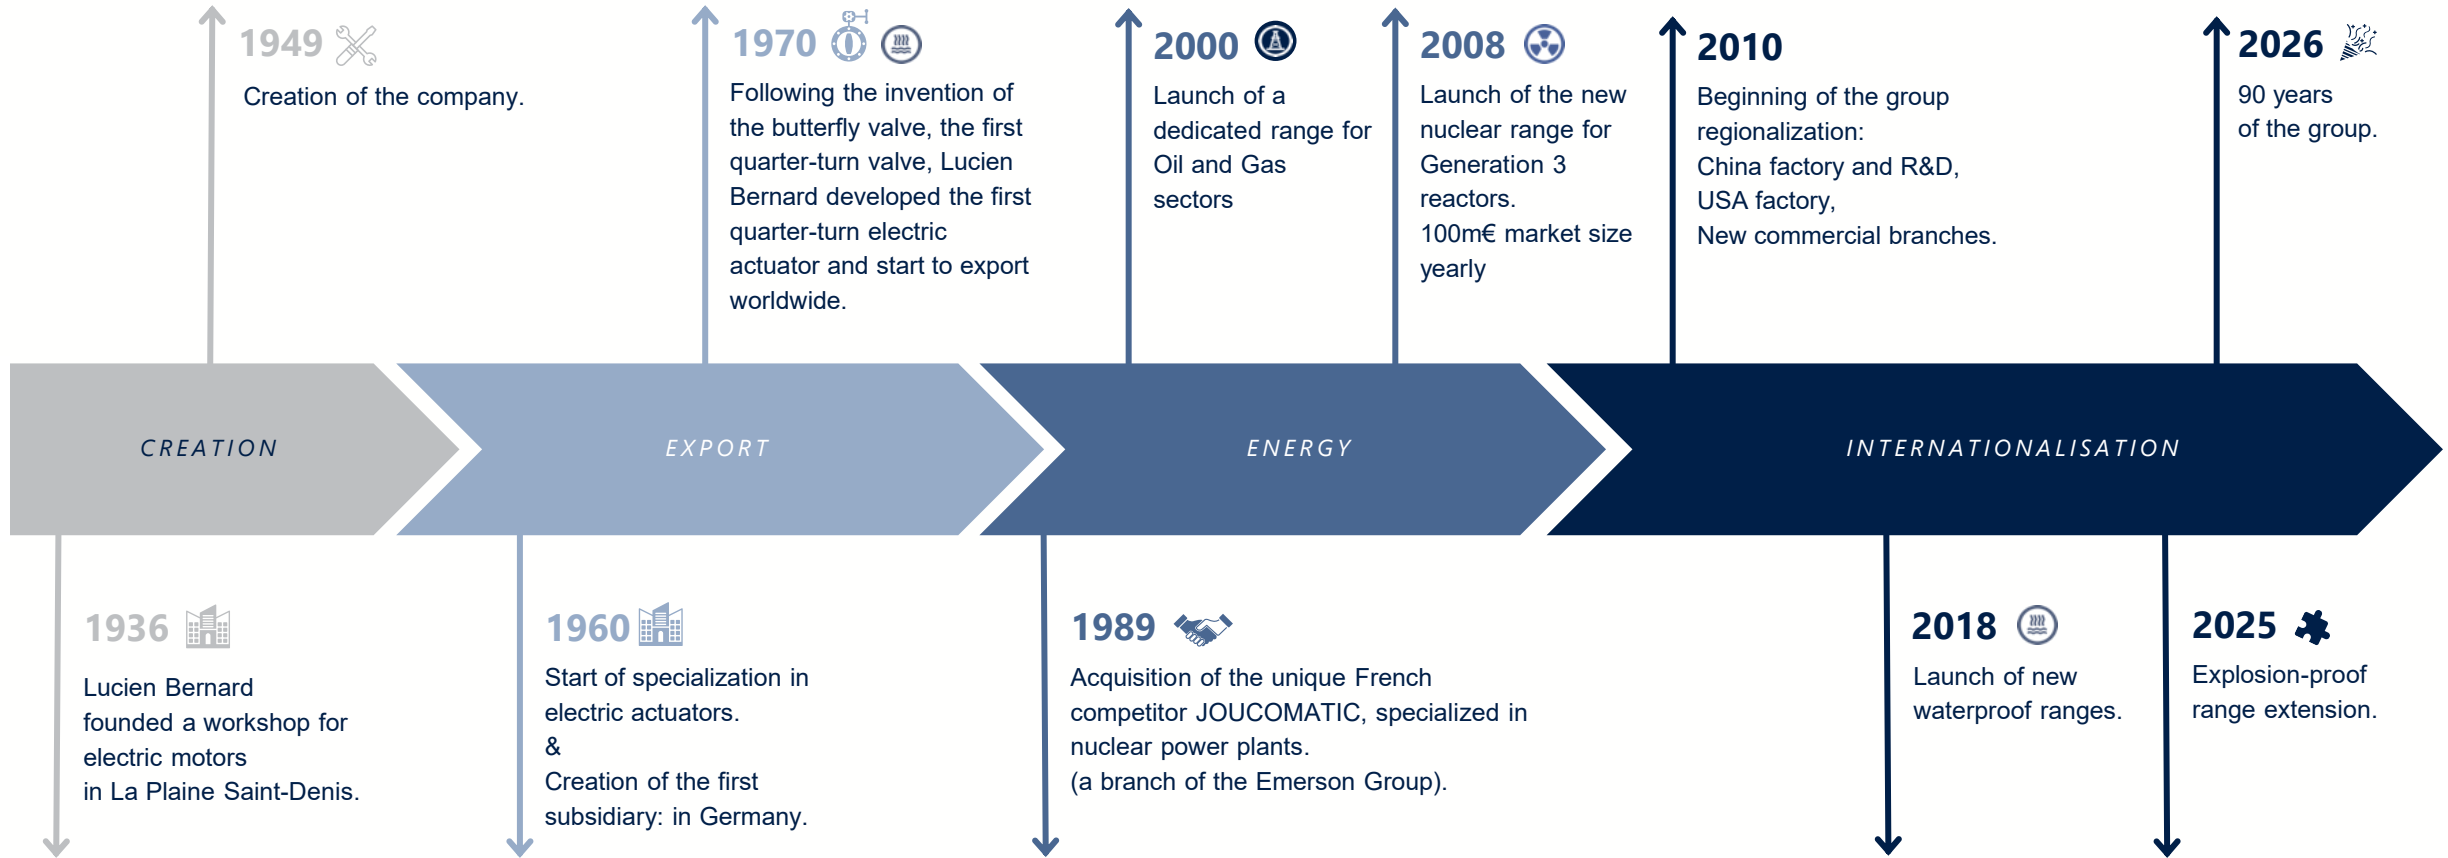 1949
Creation of the company.
1970
Following the invention of
the butterfly valve, the first
quarter-turn valve, Lucien
Bernard developed the first
quarter-turn electric
actuator and start to export
worldwide.
2000
Launch of a
dedicated range for
Oil and Gas
sectors
2008
Launch of the new
nuclear range for
Generation 3
reactors.
100m€ market size
yearly
2010
Beginning of the group
regionalization:
China factory and R&D,
USA factory,
New commercial branches.
2026
90 years
of the group.
CREATION
EXPORT
ENERGY
INTERNATIONALISATION
1936
Lucien Bernard
founded a workshop for
electric motors
in La Plaine Saint-Denis.
1960
Start of specialization in
electric actuators.
&
Creation of the first
subsidiary: in Germany.
1989
Acquisition of the unique French
competitor JOUCOMATIC, specialized in
nuclear power plants.
(a branch of the Emerson Group).
2018
Launch of new
waterproof ranges.
2025
Explosion-proof
range extension.